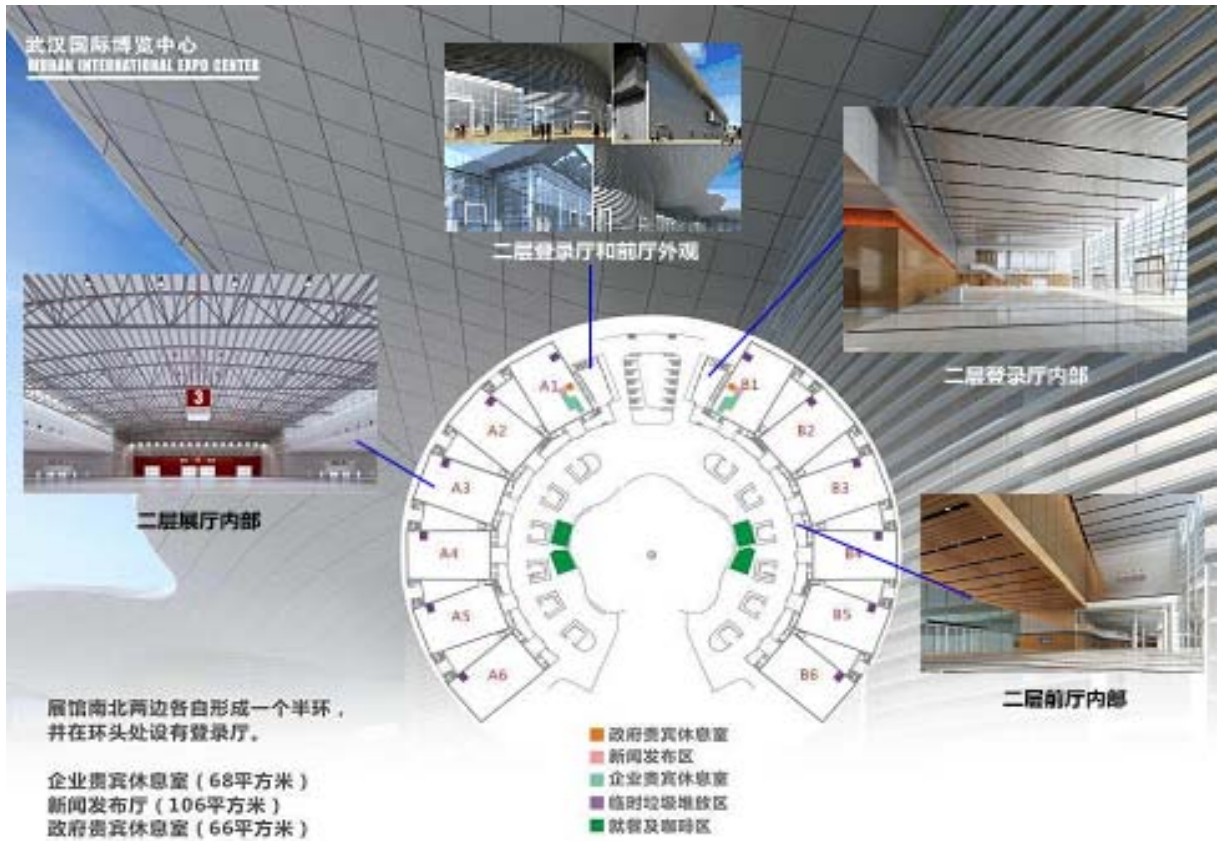 武汉国际博览中心
WUHAN INTERNATIONAL EXPO CENTER
二层登录厅和前厅外观
二层登录厅内部
3
二层展厅内部
A1
B1
A2
B2
A3
B3
A4
B4
A5
B5
A6
B6
二层前厅内部
展馆南北两边各自形成一个半环，
并在环头处设有登录厅。
企业贵宾休息室（68平方米）
新闻发布厅（106平方米）
政府贵宾休息室（66平方米）
政府贵宾休息室
新闻发布区
企业贵宾休息室
临时垃圾堆放区
就餐及咖啡区